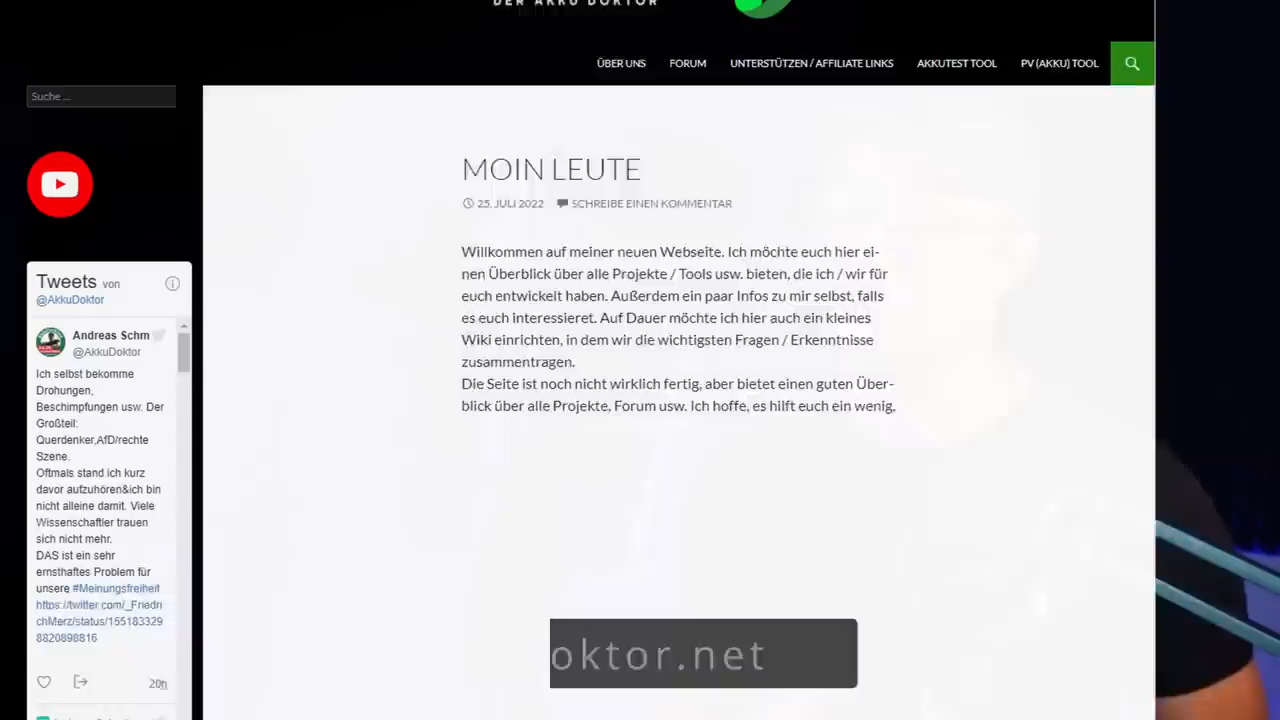 DER AKKU DOKTOR
ÜBER UNS
FORUM
UNTERSTÜTZEN / AFFILIATE LINKS
AKKUTEST TOOL
PV (AKKU) TOOL
Suche ...
MOIN LEUTE
25. JULI 2022
SCHREIBE EINEN KOMMENTAR
Willkommen auf meiner neuen Webseite. Ich möchte euch hier ei-
nen Überblick über alle Projekte / Tools usw. bieten, die ich / wir für
euch entwickelt haben. Außerdem ein paar Infos zu mir selbst, falls
es euch interessieret. Auf Dauer möchte ich hier auch ein kleines
Wiki einrichten, in dem wir die wichtigsten Fragen / Erkenntnisse
zusammentragen.
Die Seite ist noch nicht wirklich fertig, aber bietet einen guten Über-
blick über alle Projekte, Forum usw. Ich hoffe, es hilft euch ein wenig.
Tweets von
@AkkuDoktor
Andreas Schm
@AkkuDoktor
Ich selbst bekomme
Drohungen,
Beschimpfungen usw. Der
Großteil:
Querdenker,AfD/rechte
Szene.
Oftmals stand ich kurz
davor aufzuhören&ich bin
nicht alleine damit. Viele
Wissenschaftler trauen
sich nicht mehr.
DAS ist ein sehr
ernsthaftes Problem für
unsere #Meinungsfreiheit
https://twitter.com/_Friedri
chMerz/status/155183329
8820898816
20h
oktor.net